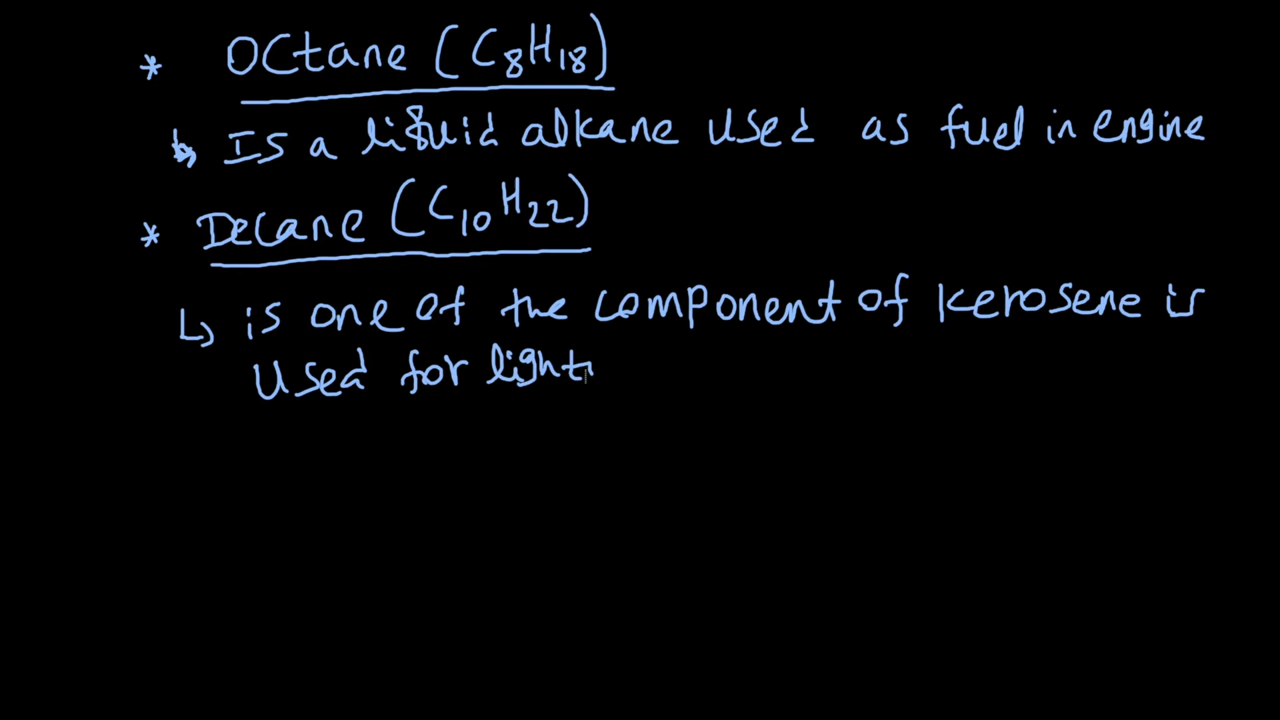 * Octane (C8H18)
↳ Is a liquid alkane used as fuel in engine
* Decane (C10H22)
↳ is one of the component of kerosene is
used for light